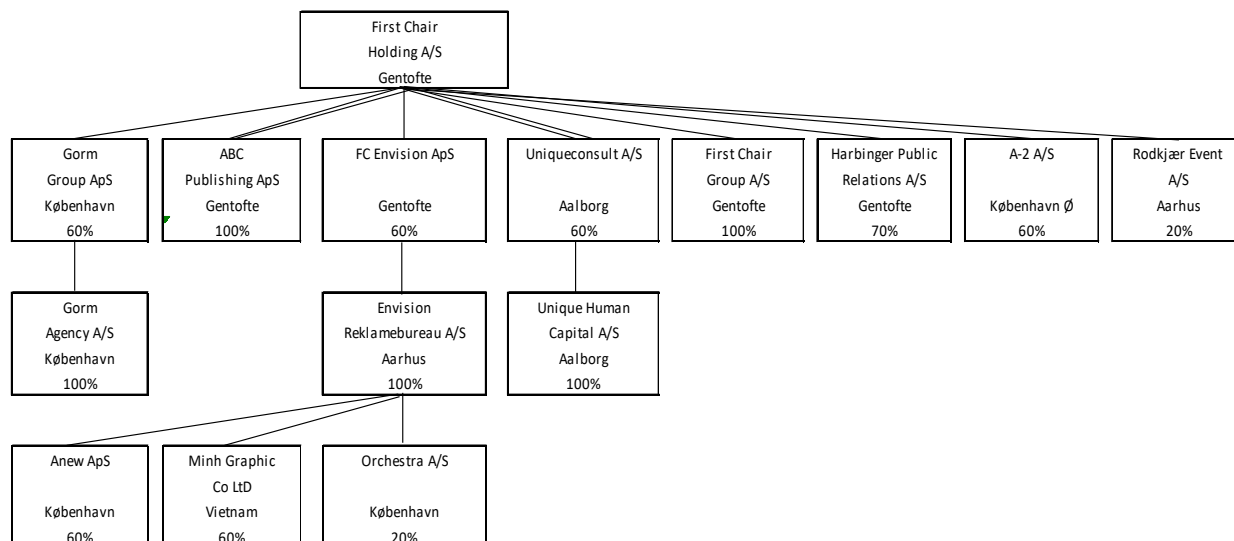 First Chair
Holding A/S
Gentofte
Gorm
Group ApS
København
60%
ABC
Publishing ApS
Gentofte
100%
FC Envision ApS
Gentofte
60%
Uniqueconsult A/S
Aalborg
60%
First Chair
Group A/S
Gentofte
100%
Harbinger Public
Relations A/S
Gentofte
70%
A-2 A/S
København Ø
60%
Rodkjær Event
A/S
Aarhus
20%
Gorm
Agency A/S
København
100%
Envision
Reklamebureau A/S
Aarhus
100%
Unique Human
Capital A/S
Aalborg
100%
Anew ApS
København
60%
Minh Graphic
Co LtD
Vietnam
60%
Orchestra A/S
København
20%